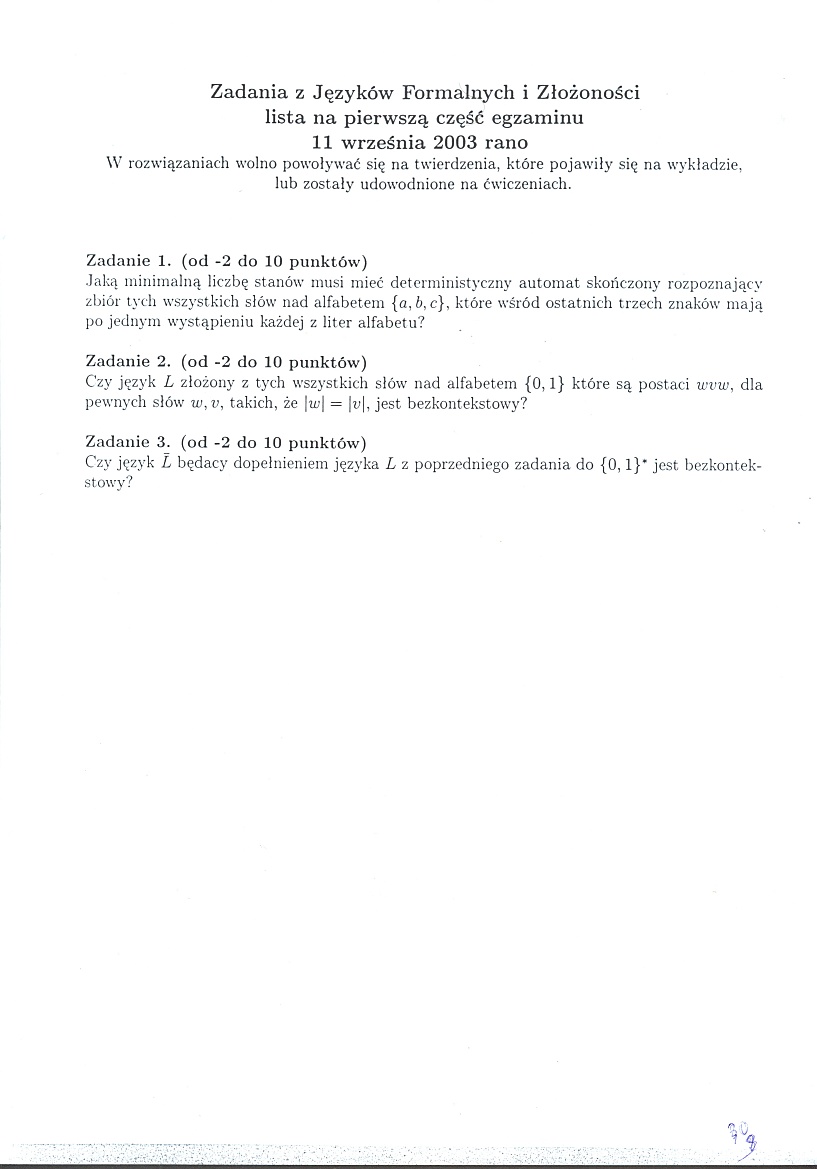 Zadania z Języków Formalnych i Złożoności
lista na pierwszą część egzaminu
11 września 2003 rano
W rozwiązaniach wolno powoływać się na twierdzenia, które pojawiły się na wykładzie,
lub zostały udowodnione na ćwiczeniach.
Zadanie 1. (od -2 do 10 punktów)
Jaką minimalną liczbę stanów musi mieć deterministyczny automat skończony rozpoznający
zbiór tych wszystkich słów nad alfabetem {a, b, c}, które wśród ostatnich trzech znaków mają
po jednym wystąpieniu każdej z liter alfabetu?
Zadanie 2. (od -2 do 10 punktów)
Czy język L złożony z tych wszystkich słów nad alfabetem {0, 1} które są postaci wvw, dla
pewnych słów w, v, takich, że |w| = |v|, jest bezkontekstowy?
Zadanie 3. (od -2 do 10 punktów)
Czy język L̄ będacy dopełnieniem języka L z poprzedniego zadania do {0, 1}* jest bezkontek-
stowy?